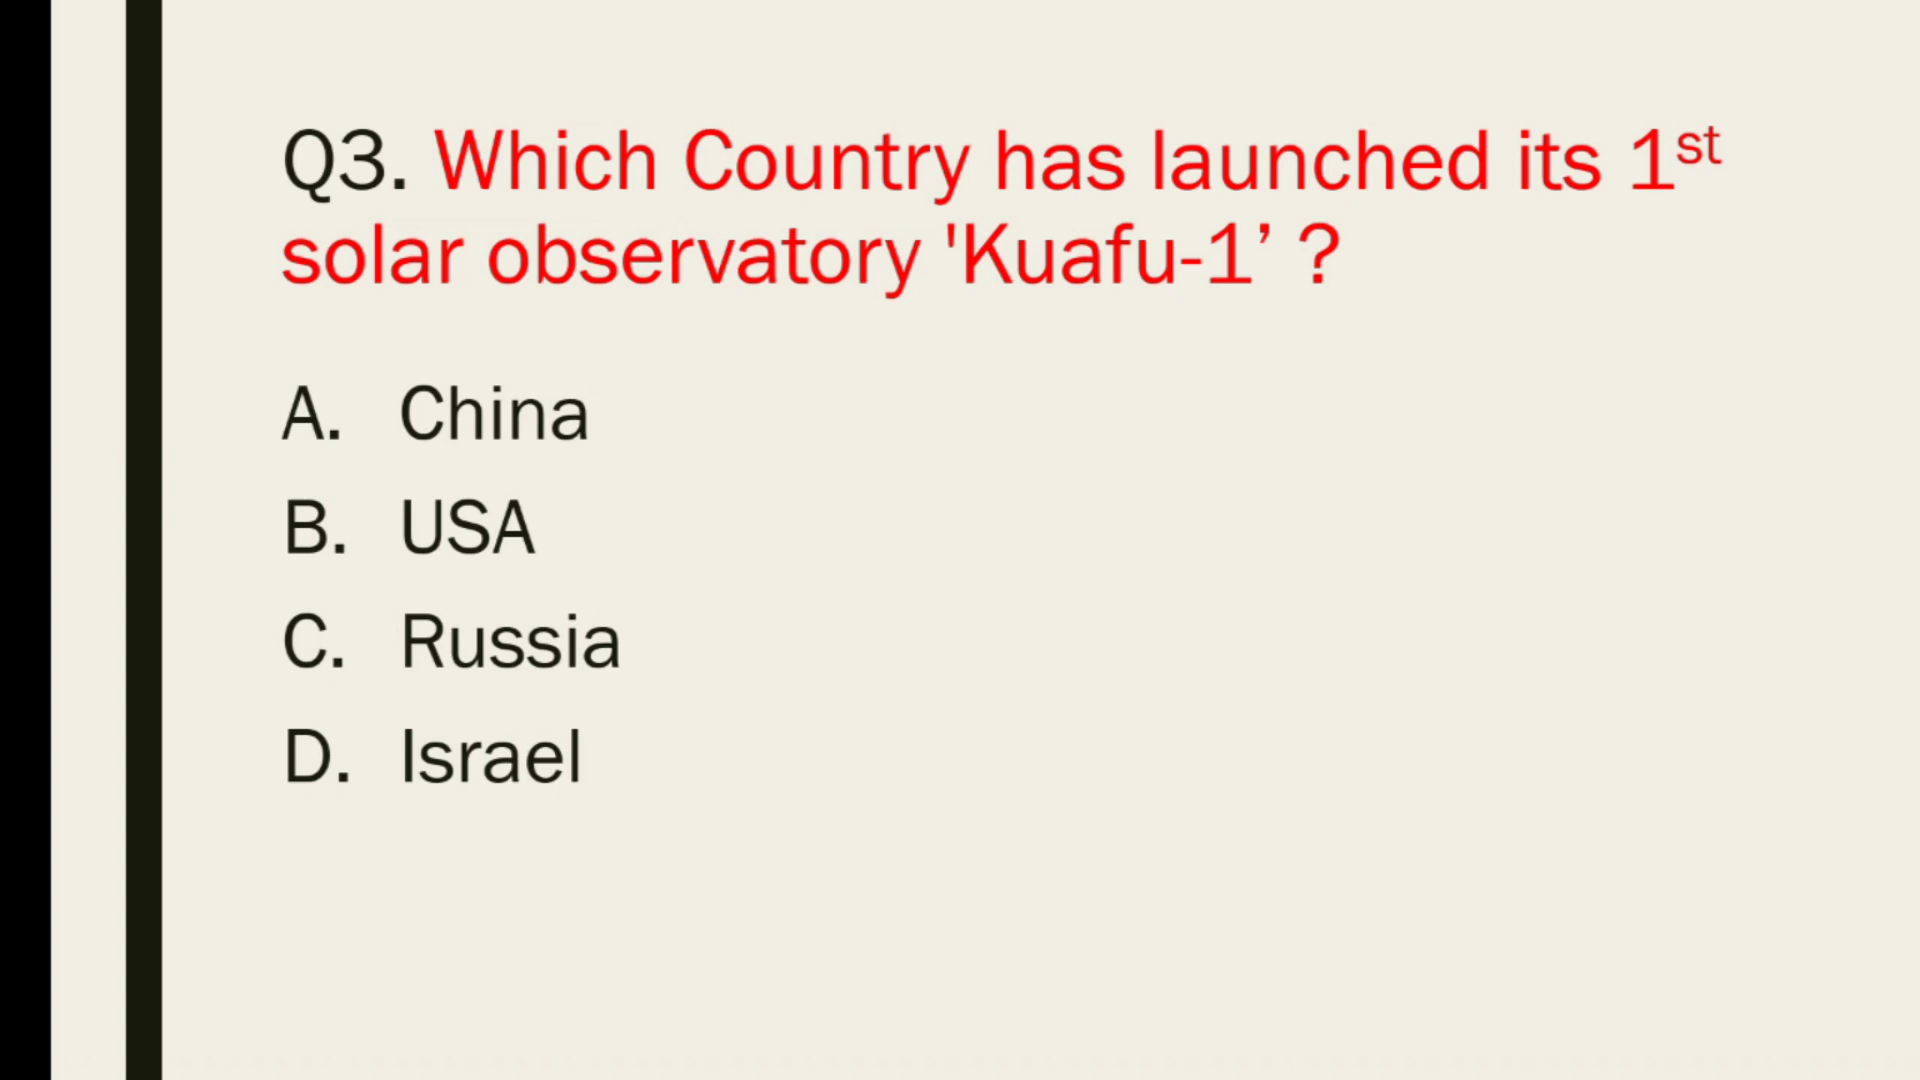 Q3. Which Country has launched its 1st
solar observatory 'Kuafu-1’ ?
A. China
B. USA
C. Russia
D. Israel